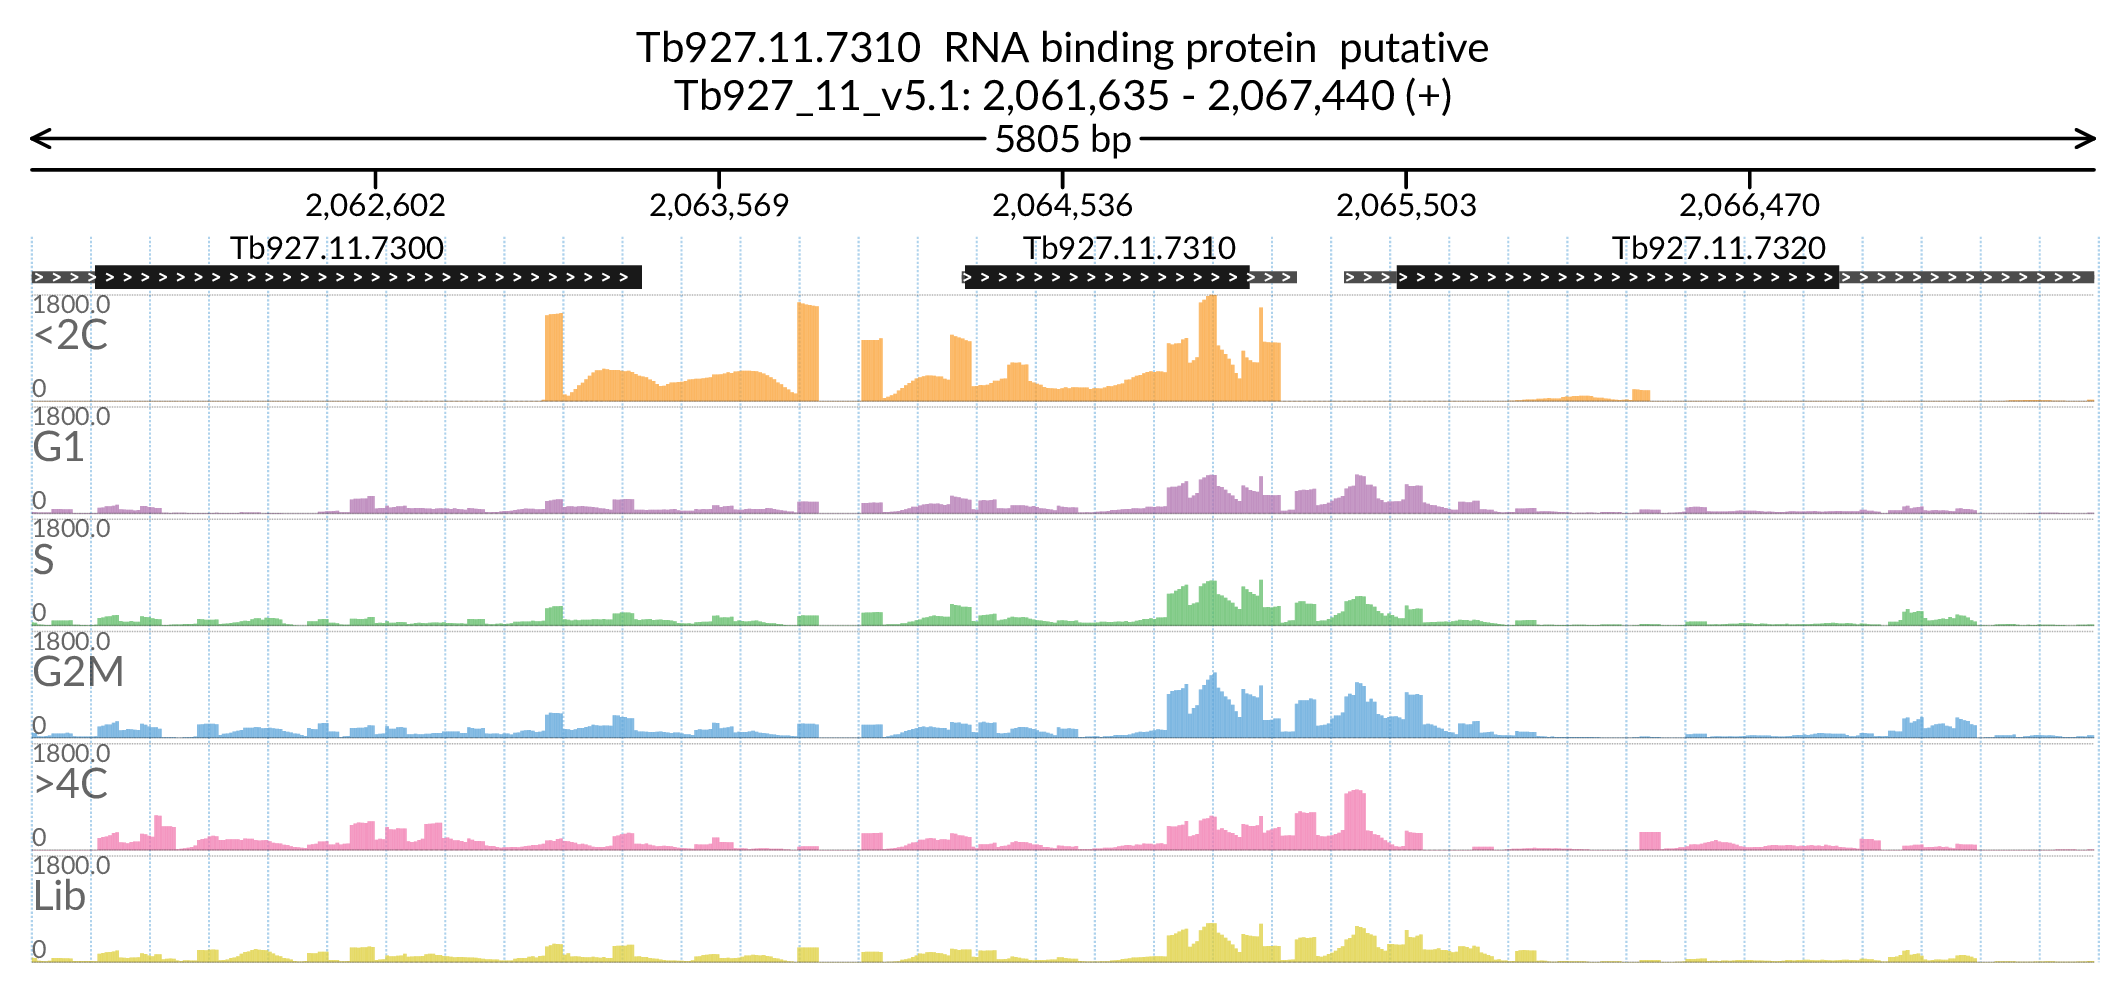 Tb927.11.7310 RNA binding protein putative
Tb927_11_v5.1: 2,061,635 - 2,067,440 (+)
5805 bp
2,062,602 2,063,569 2,064,536 2,065,503 2,066,470
Tb927.11.7300 Tb927.11.7310 Tb927.11.7320
1800.0
<2C
0
1800.0
G1
0
1800.0
S
0
1800.0
G2M
0
1800.0
>4C
0
1800.0
Lib
0